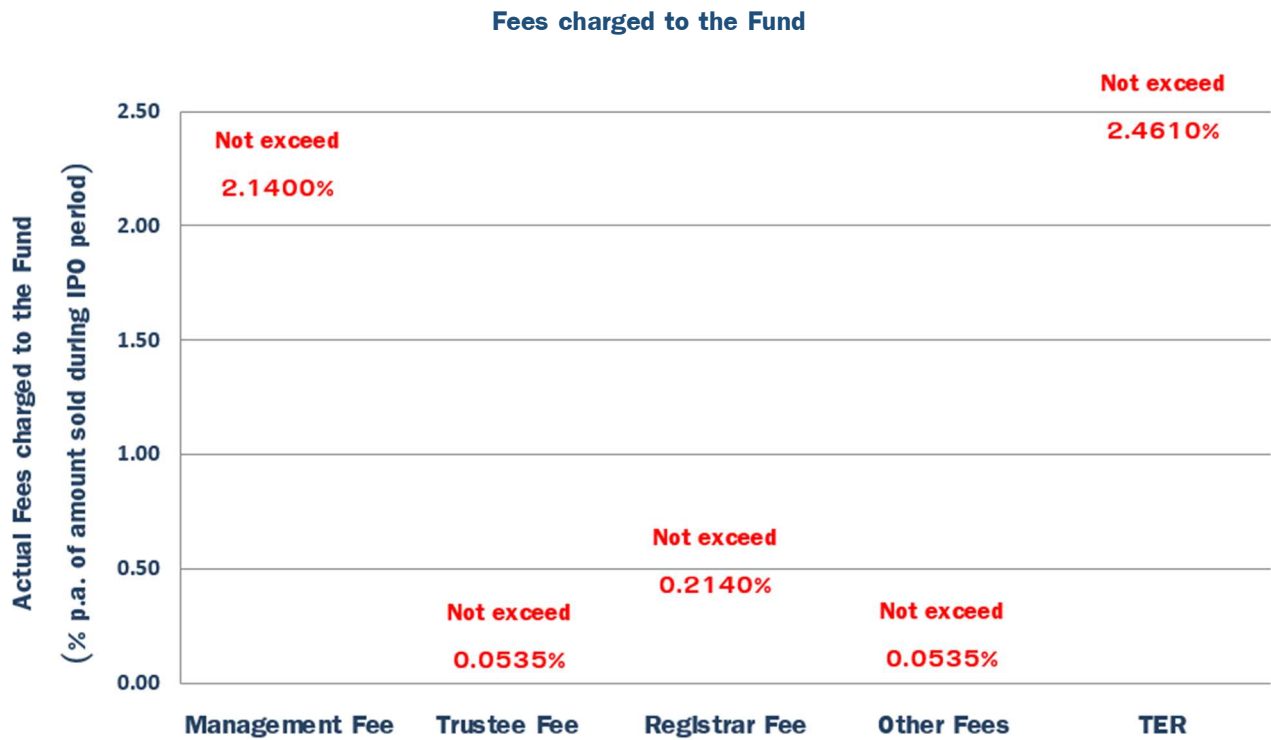 Fees charged to the Fund
Actual Fees charged to the Fund
(% p.a. of amount sold during IPO period)
2.50
2.00
1.50
1.00
0.50
0.00
Not exceed
2.1400%
Not exceed
0.0535%
Not exceed
0.2140%
Not exceed
0.0535%
Not exceed
2.4610%
Management Fee
Trustee Fee
Registrar Fee
Other Fees
TER